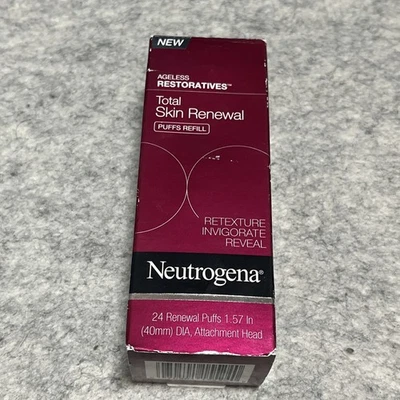 NEW
AGELESS
RESTORATIVES™
Total
Skin Renewal
PUFFS REFILL
RETEXTURE
INVIGORATE
REVEAL
Neutrogena®
24 Renewal Puffs 1.57 In
(40mm) DIA, Attachment Head